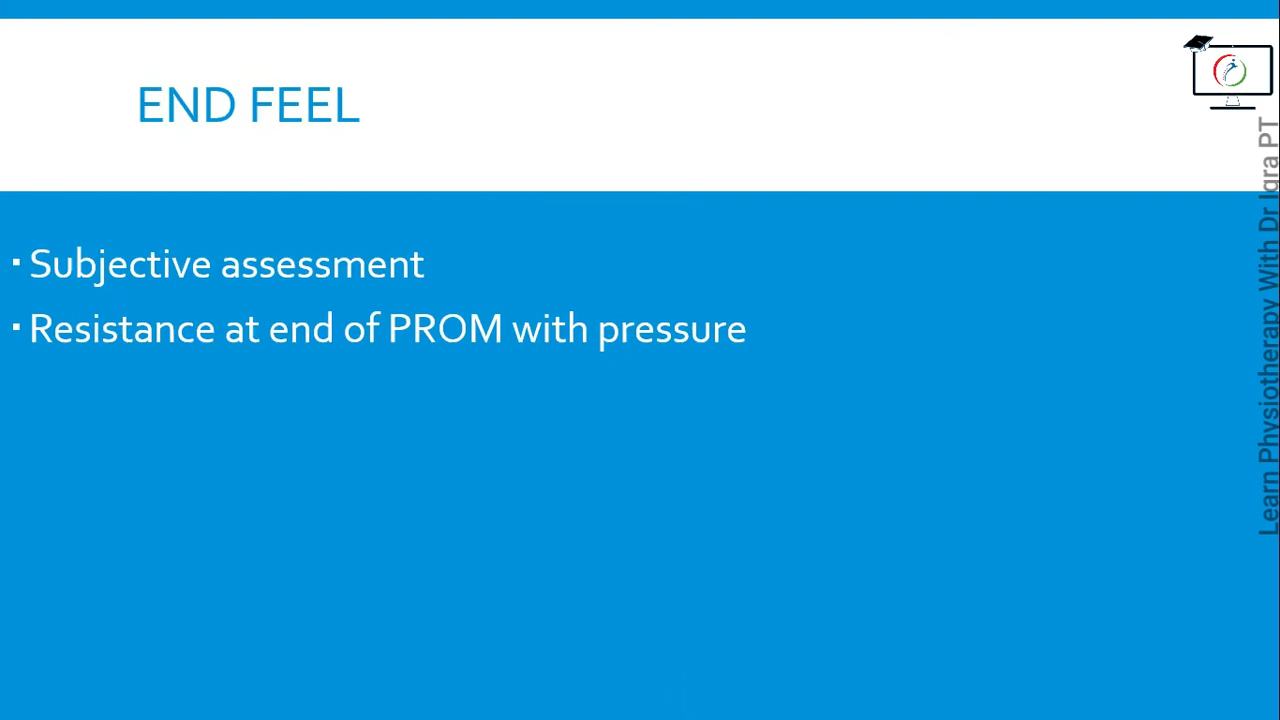 END FEEL
▪ Subjective assessment
▪ Resistance at end of PROM with pressure
Learn Physiotherapy With Dr Iqra PT